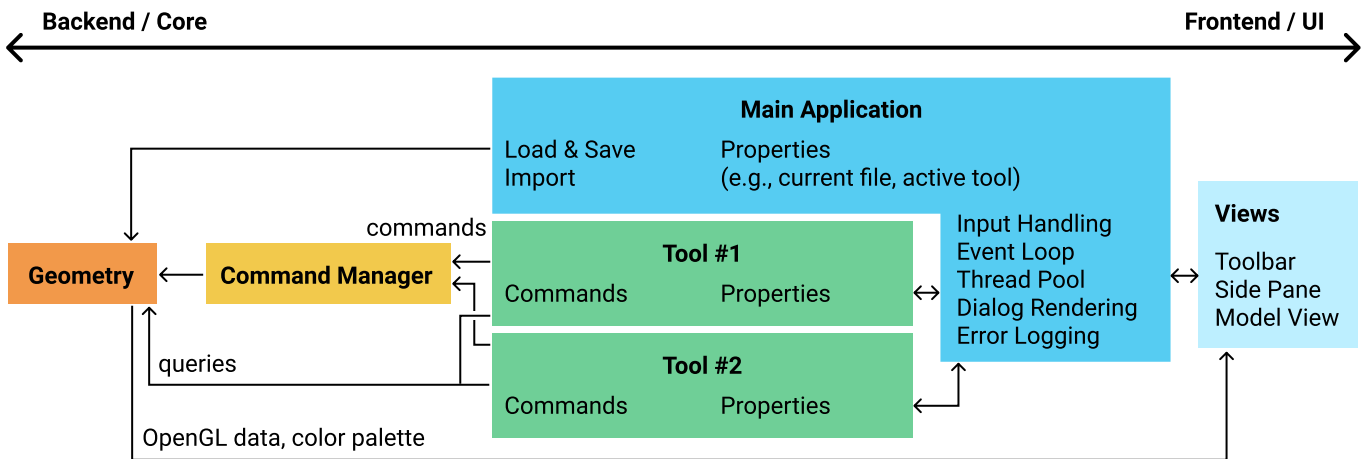 Backend / Core
Frontend / UI
Main Application
Load & Save
Import
Properties
(e.g., current file, active tool)
Input Handling
Event Loop
Thread Pool
Dialog Rendering
Error Logging
Views
Toolbar
Side Pane
Model View
commands
Tool #1
Commands
Properties
Geometry
Command Manager
queries
Tool #2
Commands
Properties
OpenGL data, color palette